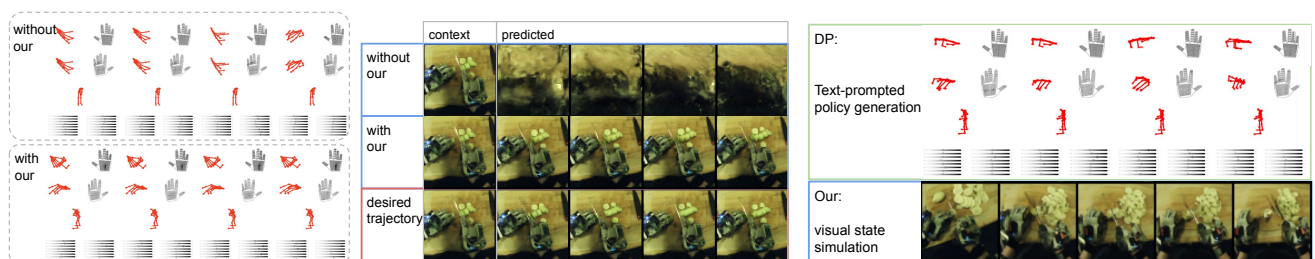 without
our
with
our
context
predicted
without
our
with
our
desired
trajectory
DP:
Text-prompted
policy generation
Our:
visual state
simulation